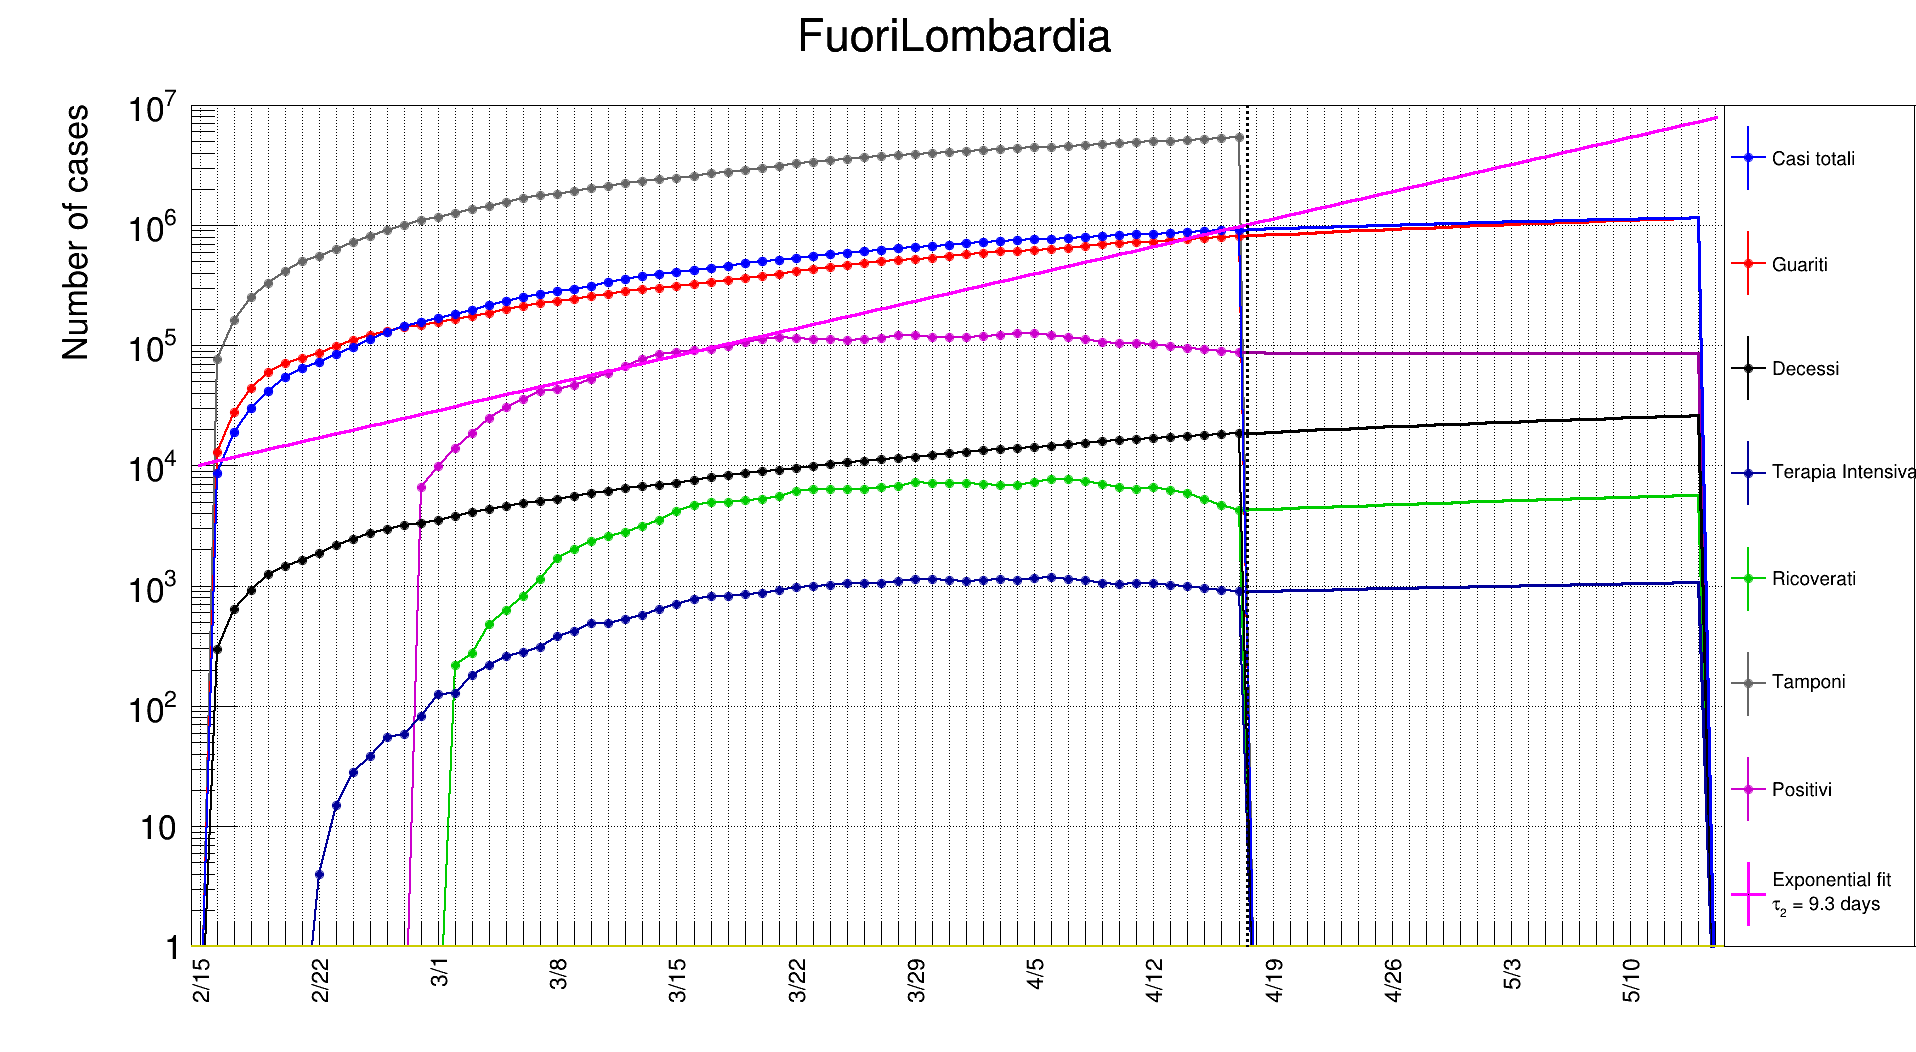 FuoriLombardia
Number of cases
10^7
10^6
10^5
10^4
10^3
10^2
10
1
2/15
2/22
3/1
3/8
3/15
3/22
3/29
4/5
4/12
4/19
4/26
5/3
5/10
Casi totali
Guariti
Decessi
Terapia Intensiva
Ricoverati
Tamponi
Positivi
Exponential fit
τ_2 = 9.3 days